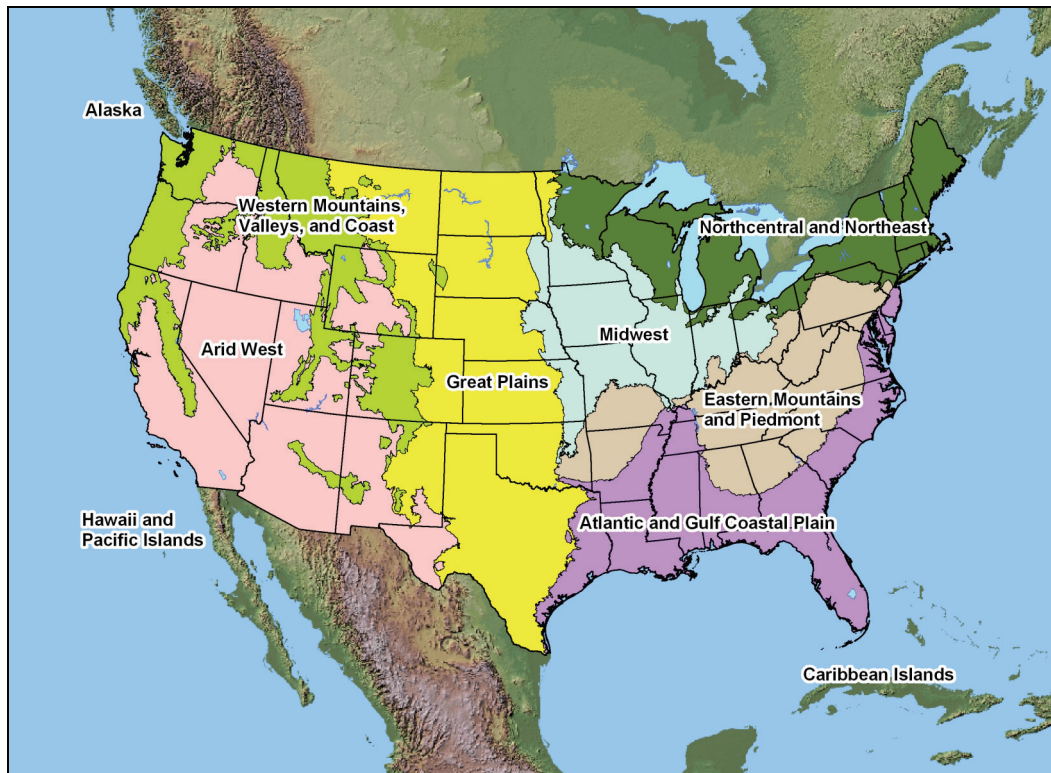 Alaska
Western Mountains,
Valleys, and Coast
Northcentral and Northeast
Arid West
Midwest
Great Plains
Eastern Mountains
and Piedmont
Hawaii and
Pacific Islands
Atlantic and Gulf Coastal Plain
Caribbean Islands